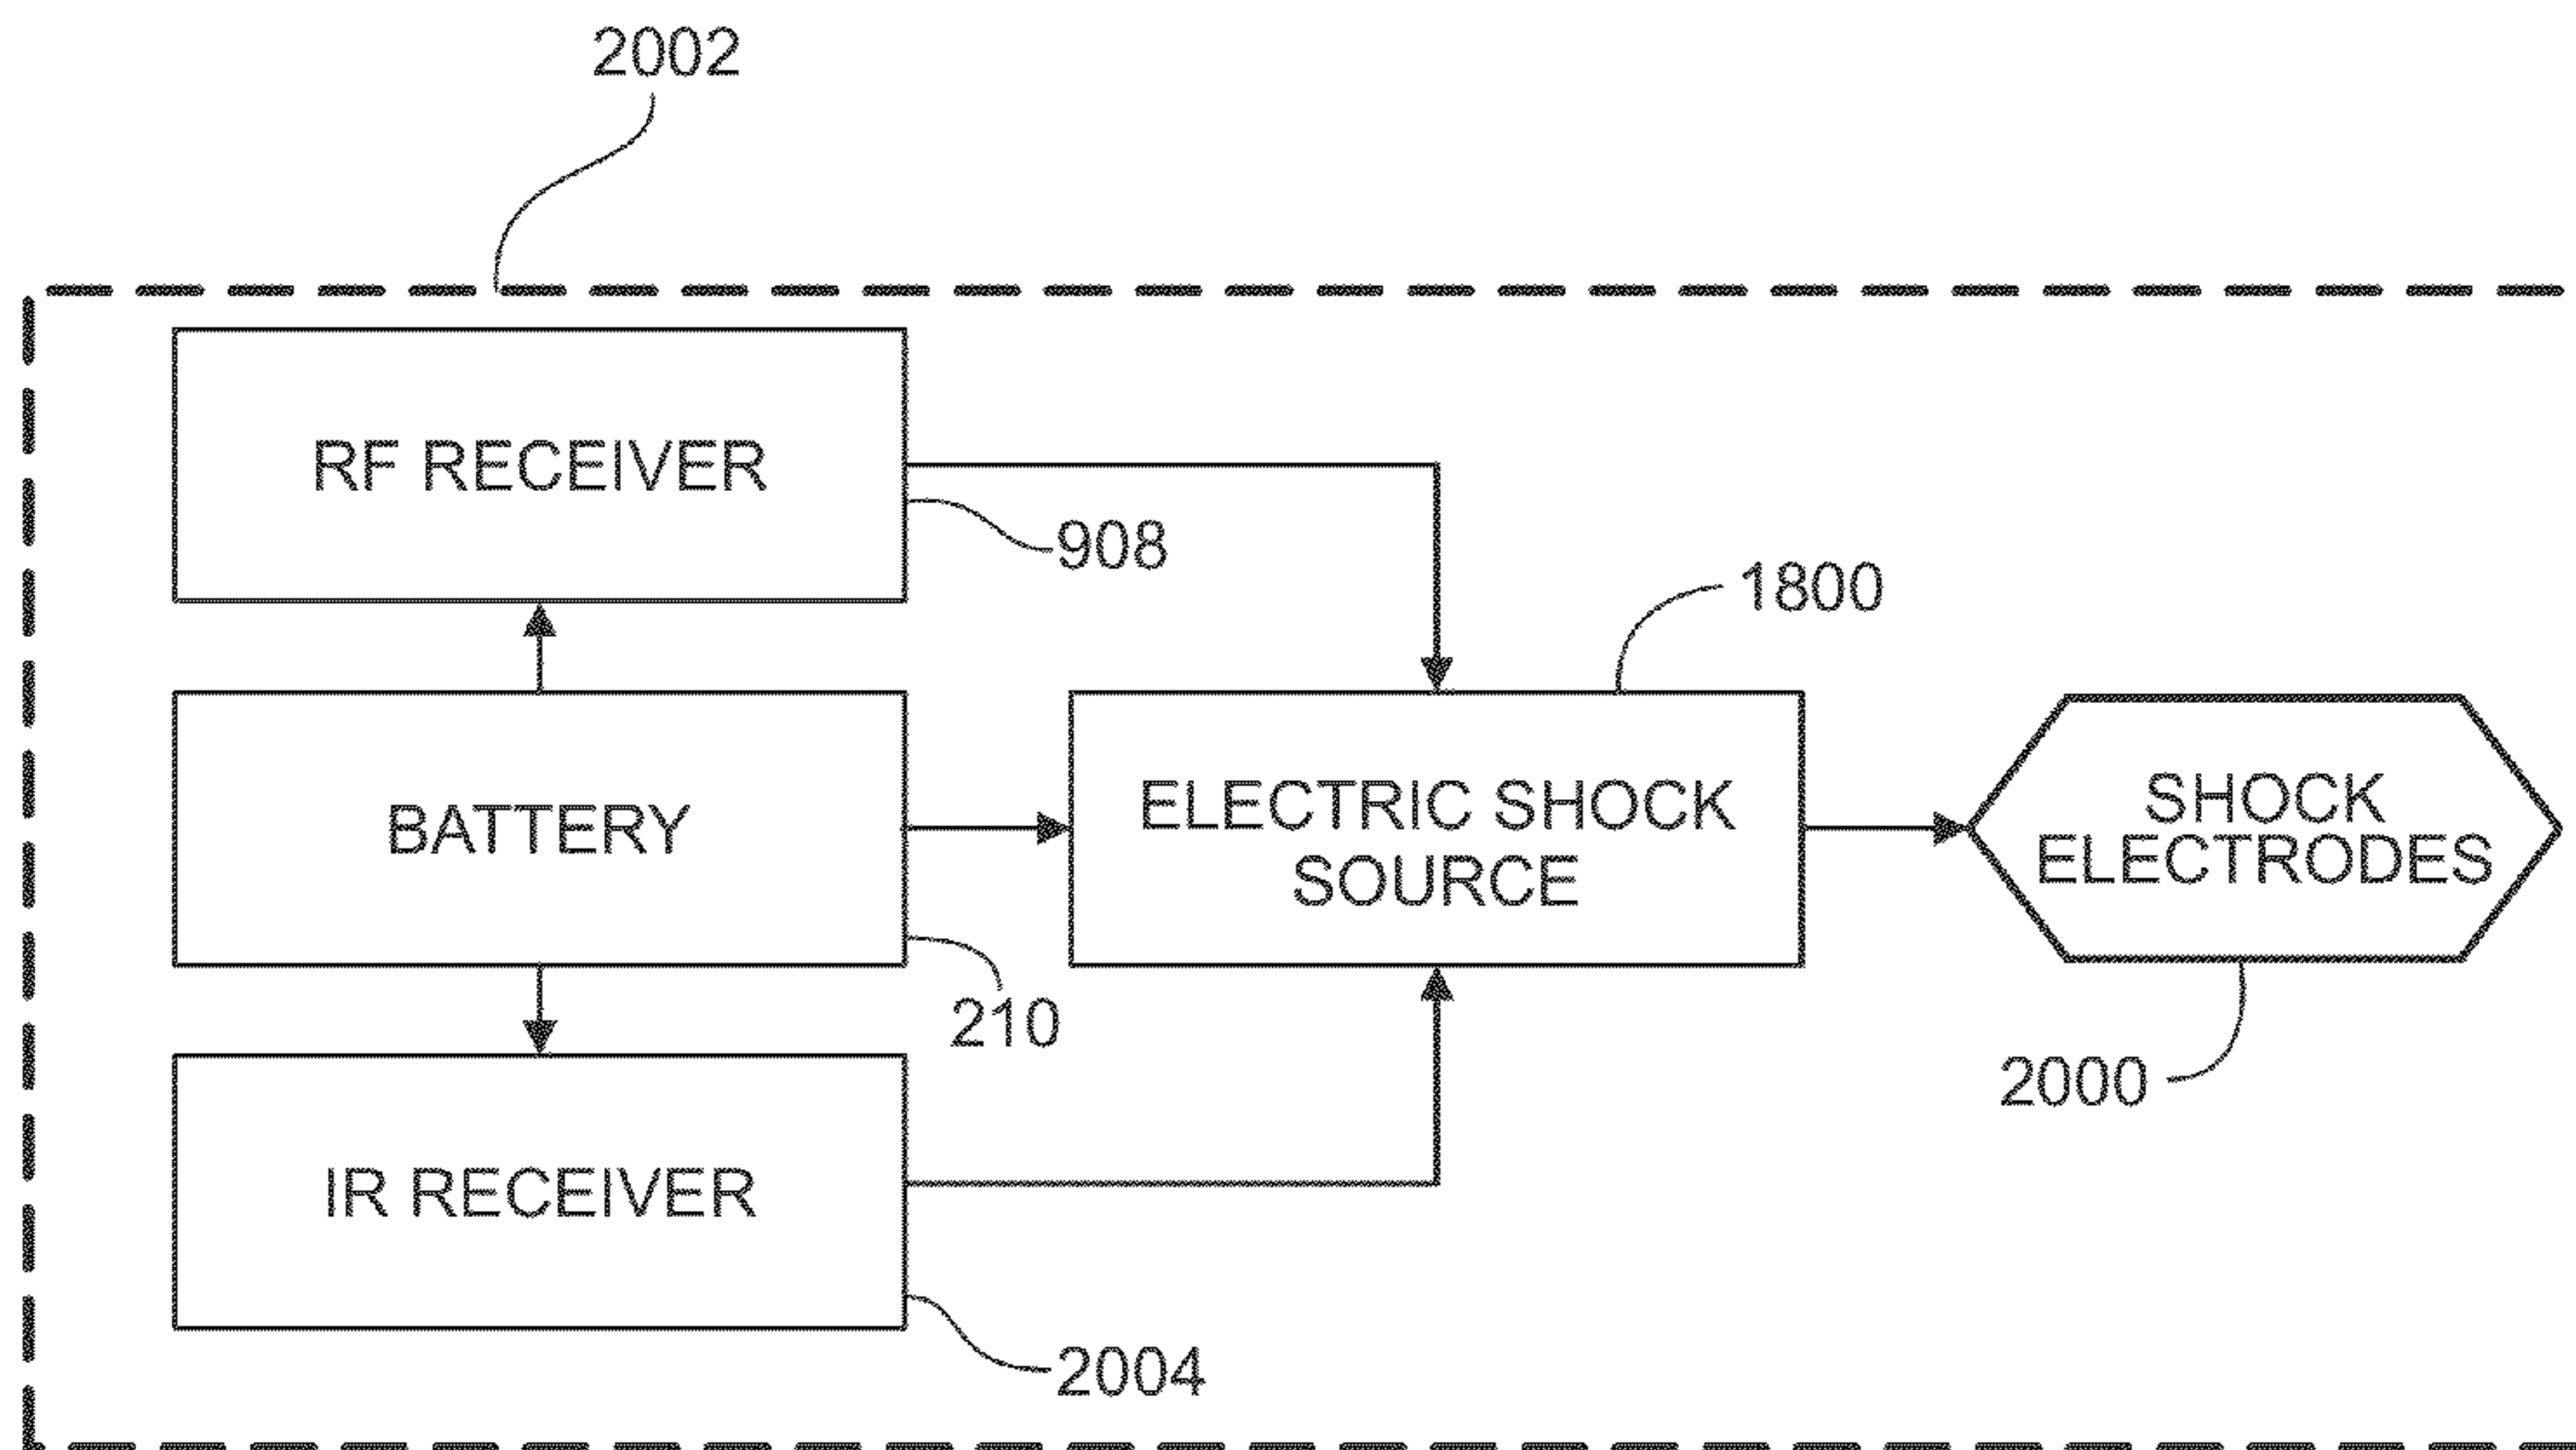 2002
RF RECEIVER
908
1800
BATTERY
ELECTRIC SHOCK
SOURCE
SHOCK
ELECTRODES
210
2000
IR RECEIVER
2004